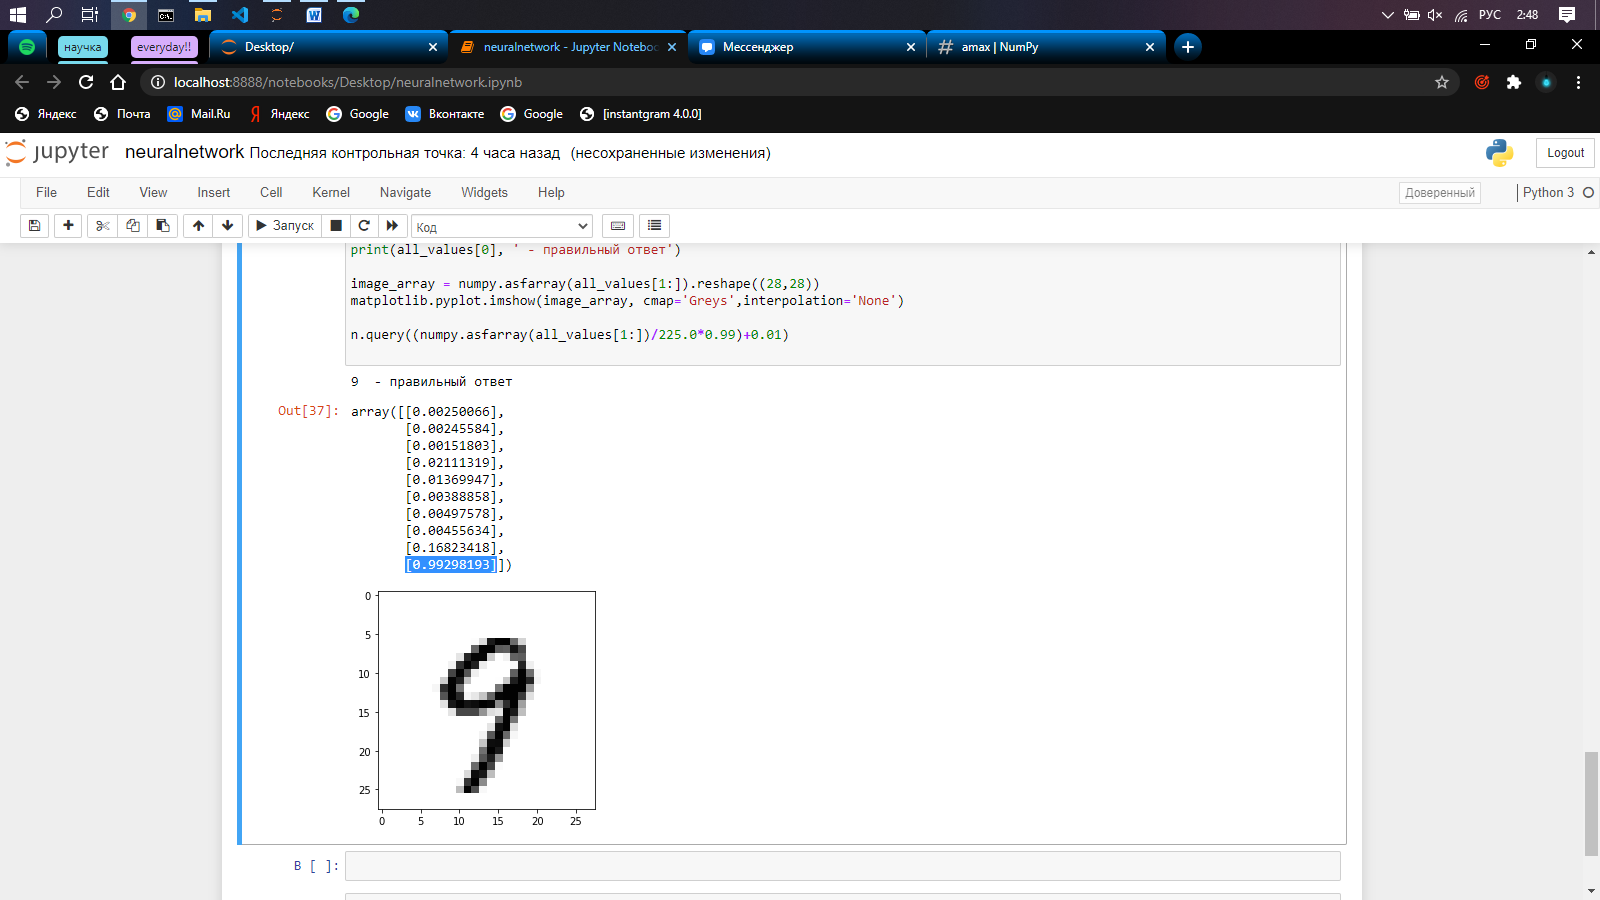 РУС 2:48
научка everyday!! Desktop/ neuralnetwork - Jupyter Noteboo Мессенджер # amax | NumPy
localhost:8888/notebooks/Desktop/neuralnetwork.ipynb
Яндекс Почта Mail.Ru Яндекс Google Вконтакте Google [instantgram 4.0.0]
jupyter neuralnetwork Последняя контрольная точка: 4 часа назад (несохраненные изменения) Logout
File Edit View Insert Cell Kernel Navigate Widgets Help Доверенный Python 3
Запуск Код
print(all_values[0], ' - правильный ответ')
image_array = numpy.asfarray(all_values[1:]).reshape((28,28))
matplotlib.pyplot.imshow(image_array, cmap='Greys',interpolation='None')
n.query((numpy.asfarray(all_values[1:])/225.0*0.99)+0.01)
9  - правильный ответ
Out[37]: array([[0.00250066],
[0.00245584],
[0.00151803],
[0.02111319],
[0.01369947],
[0.00388858],
[0.00497578],
[0.00455634],
[0.16823418],
[0.99298193]])
0
5
10
15
20
25
0 5 10 15 20 25
В [ ]: